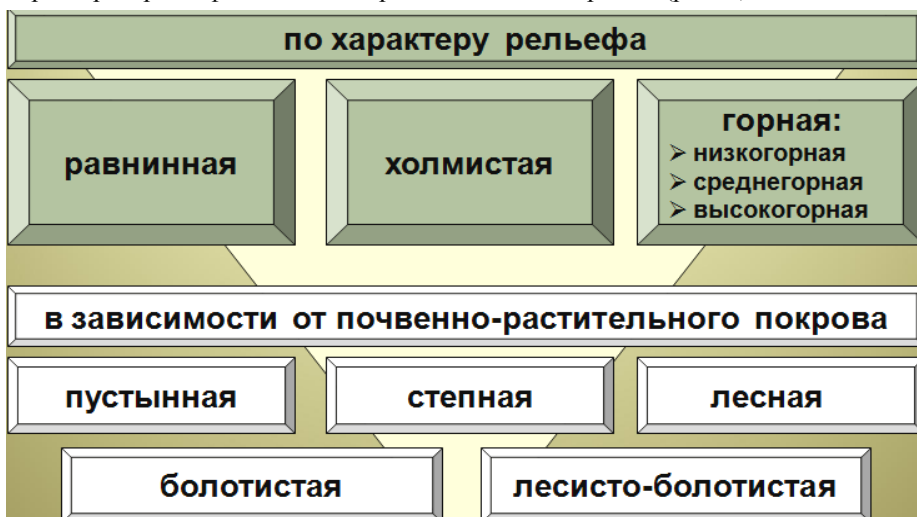 по характеру рельефа
равнинная
холмистая
горная:
➢ низкогорная
➢ среднегорная
➢ высокогорная
в зависимости от почвенно-растительного покрова
пустынная
степная
лесная
болотистая
лесисто-болотистая